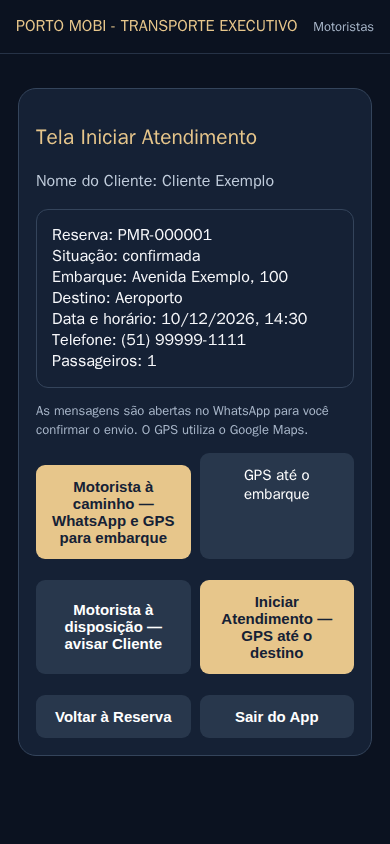 PORTO MOBI - TRANSPORTE EXECUTIVO
Motoristas
Tela Iniciar Atendimento
Nome do Cliente: Cliente Exemplo
Reserva: PMR-000001
Situação: confirmada
Embarque: Avenida Exemplo, 100
Destino: Aeroporto
Data e horário: 10/12/2026, 14:30
Telefone: (51) 99999-1111
Passageiros: 1
As mensagens são abertas no WhatsApp para você
confirmar o envio. O GPS utiliza o Google Maps.
Motorista à
caminho —
WhatsApp e GPS
para embarque
GPS até o
embarque
Motorista à
disposição —
avisar Cliente
Iniciar
Atendimento —
GPS até o
destino
Voltar à Reserva
Sair do App